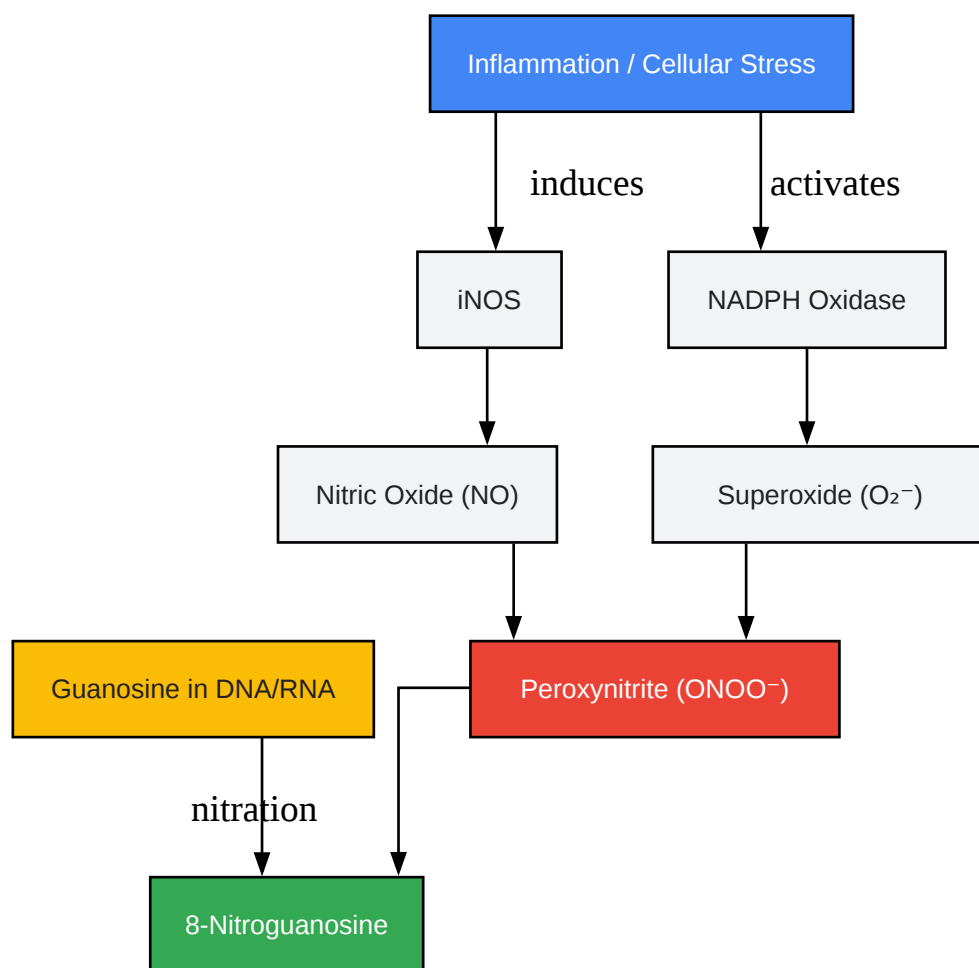 Inflammation / Cellular Stress
induces
activates
iNOS
NADPH Oxidase
Nitric Oxide (NO)
Superoxide (O₂⁻)
Guanosine in DNA/RNA
Peroxynitrite (ONOO⁻)
nitration
8-Nitroguanosine